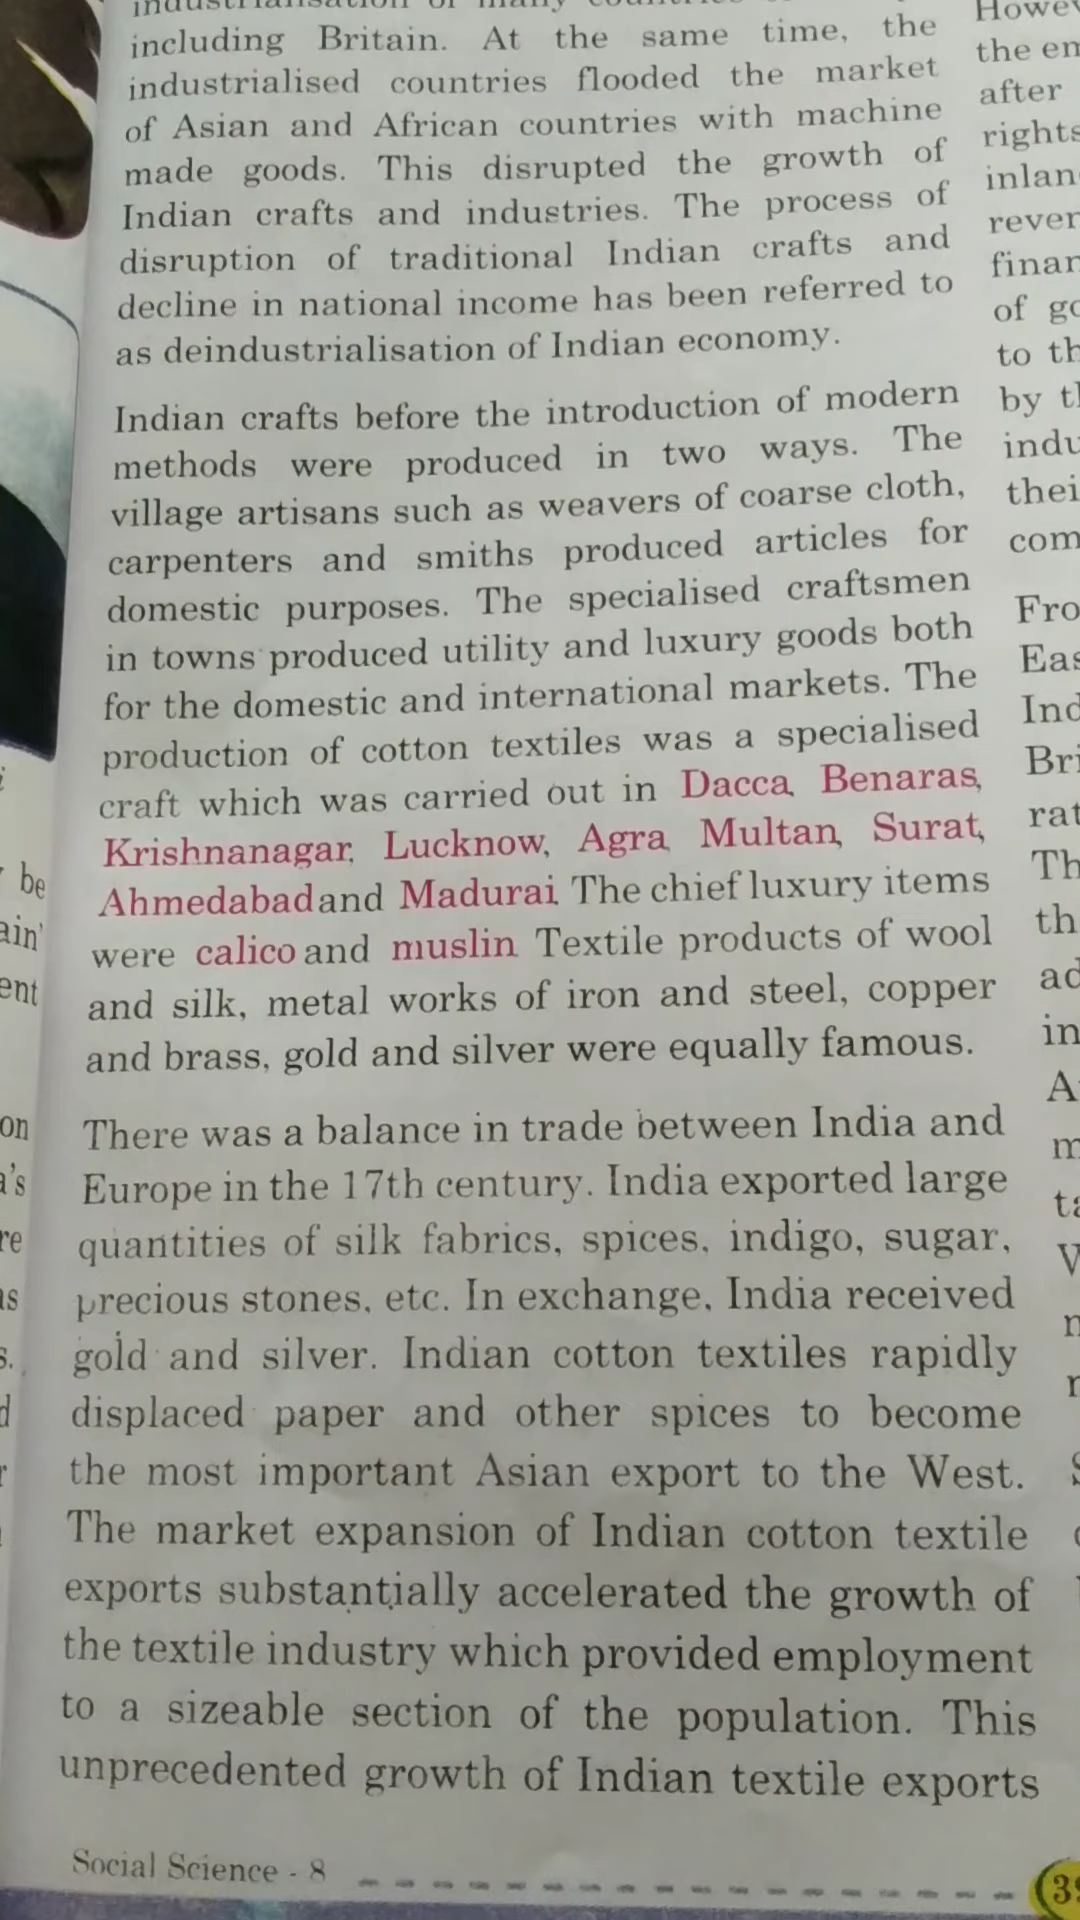 including Britain. At the same time, the
industrialised countries flooded the market
of Asian and African countries with machine
made goods. This disrupted the growth of
Indian crafts and industries. The process of
disruption of traditional Indian crafts and
decline in national income has been referred to
as deindustrialisation of Indian economy.
Indian crafts before the introduction of modern
methods were produced in two ways. The
village artisans such as weavers of coarse cloth,
carpenters and smiths produced articles for
domestic purposes. The specialised craftsmen
in towns produced utility and luxury goods both
for the domestic and international markets. The
production of cotton textiles was a specialised
craft which was carried out in Dacca, Benaras,
Krishnanagar, Lucknow, Agra, Multan, Surat,
Ahmedabad and Madurai. The chief luxury items
were calico and muslin. Textile products of wool
and silk, metal works of iron and steel, copper
and brass, gold and silver were equally famous.
There was a balance in trade between India and
Europe in the 17th century. India exported large
quantities of silk fabrics, spices, indigo, sugar,
precious stones, etc. In exchange, India received
gold and silver. Indian cotton textiles rapidly
displaced paper and other spices to become
the most important Asian export to the West.
The market expansion of Indian cotton textile
exports substantially accelerated the growth of
the textile industry which provided employment
to a sizeable section of the population. This
unprecedented growth of Indian textile exports
Social Science - 8
the
after
rights
of
to
by
in
be